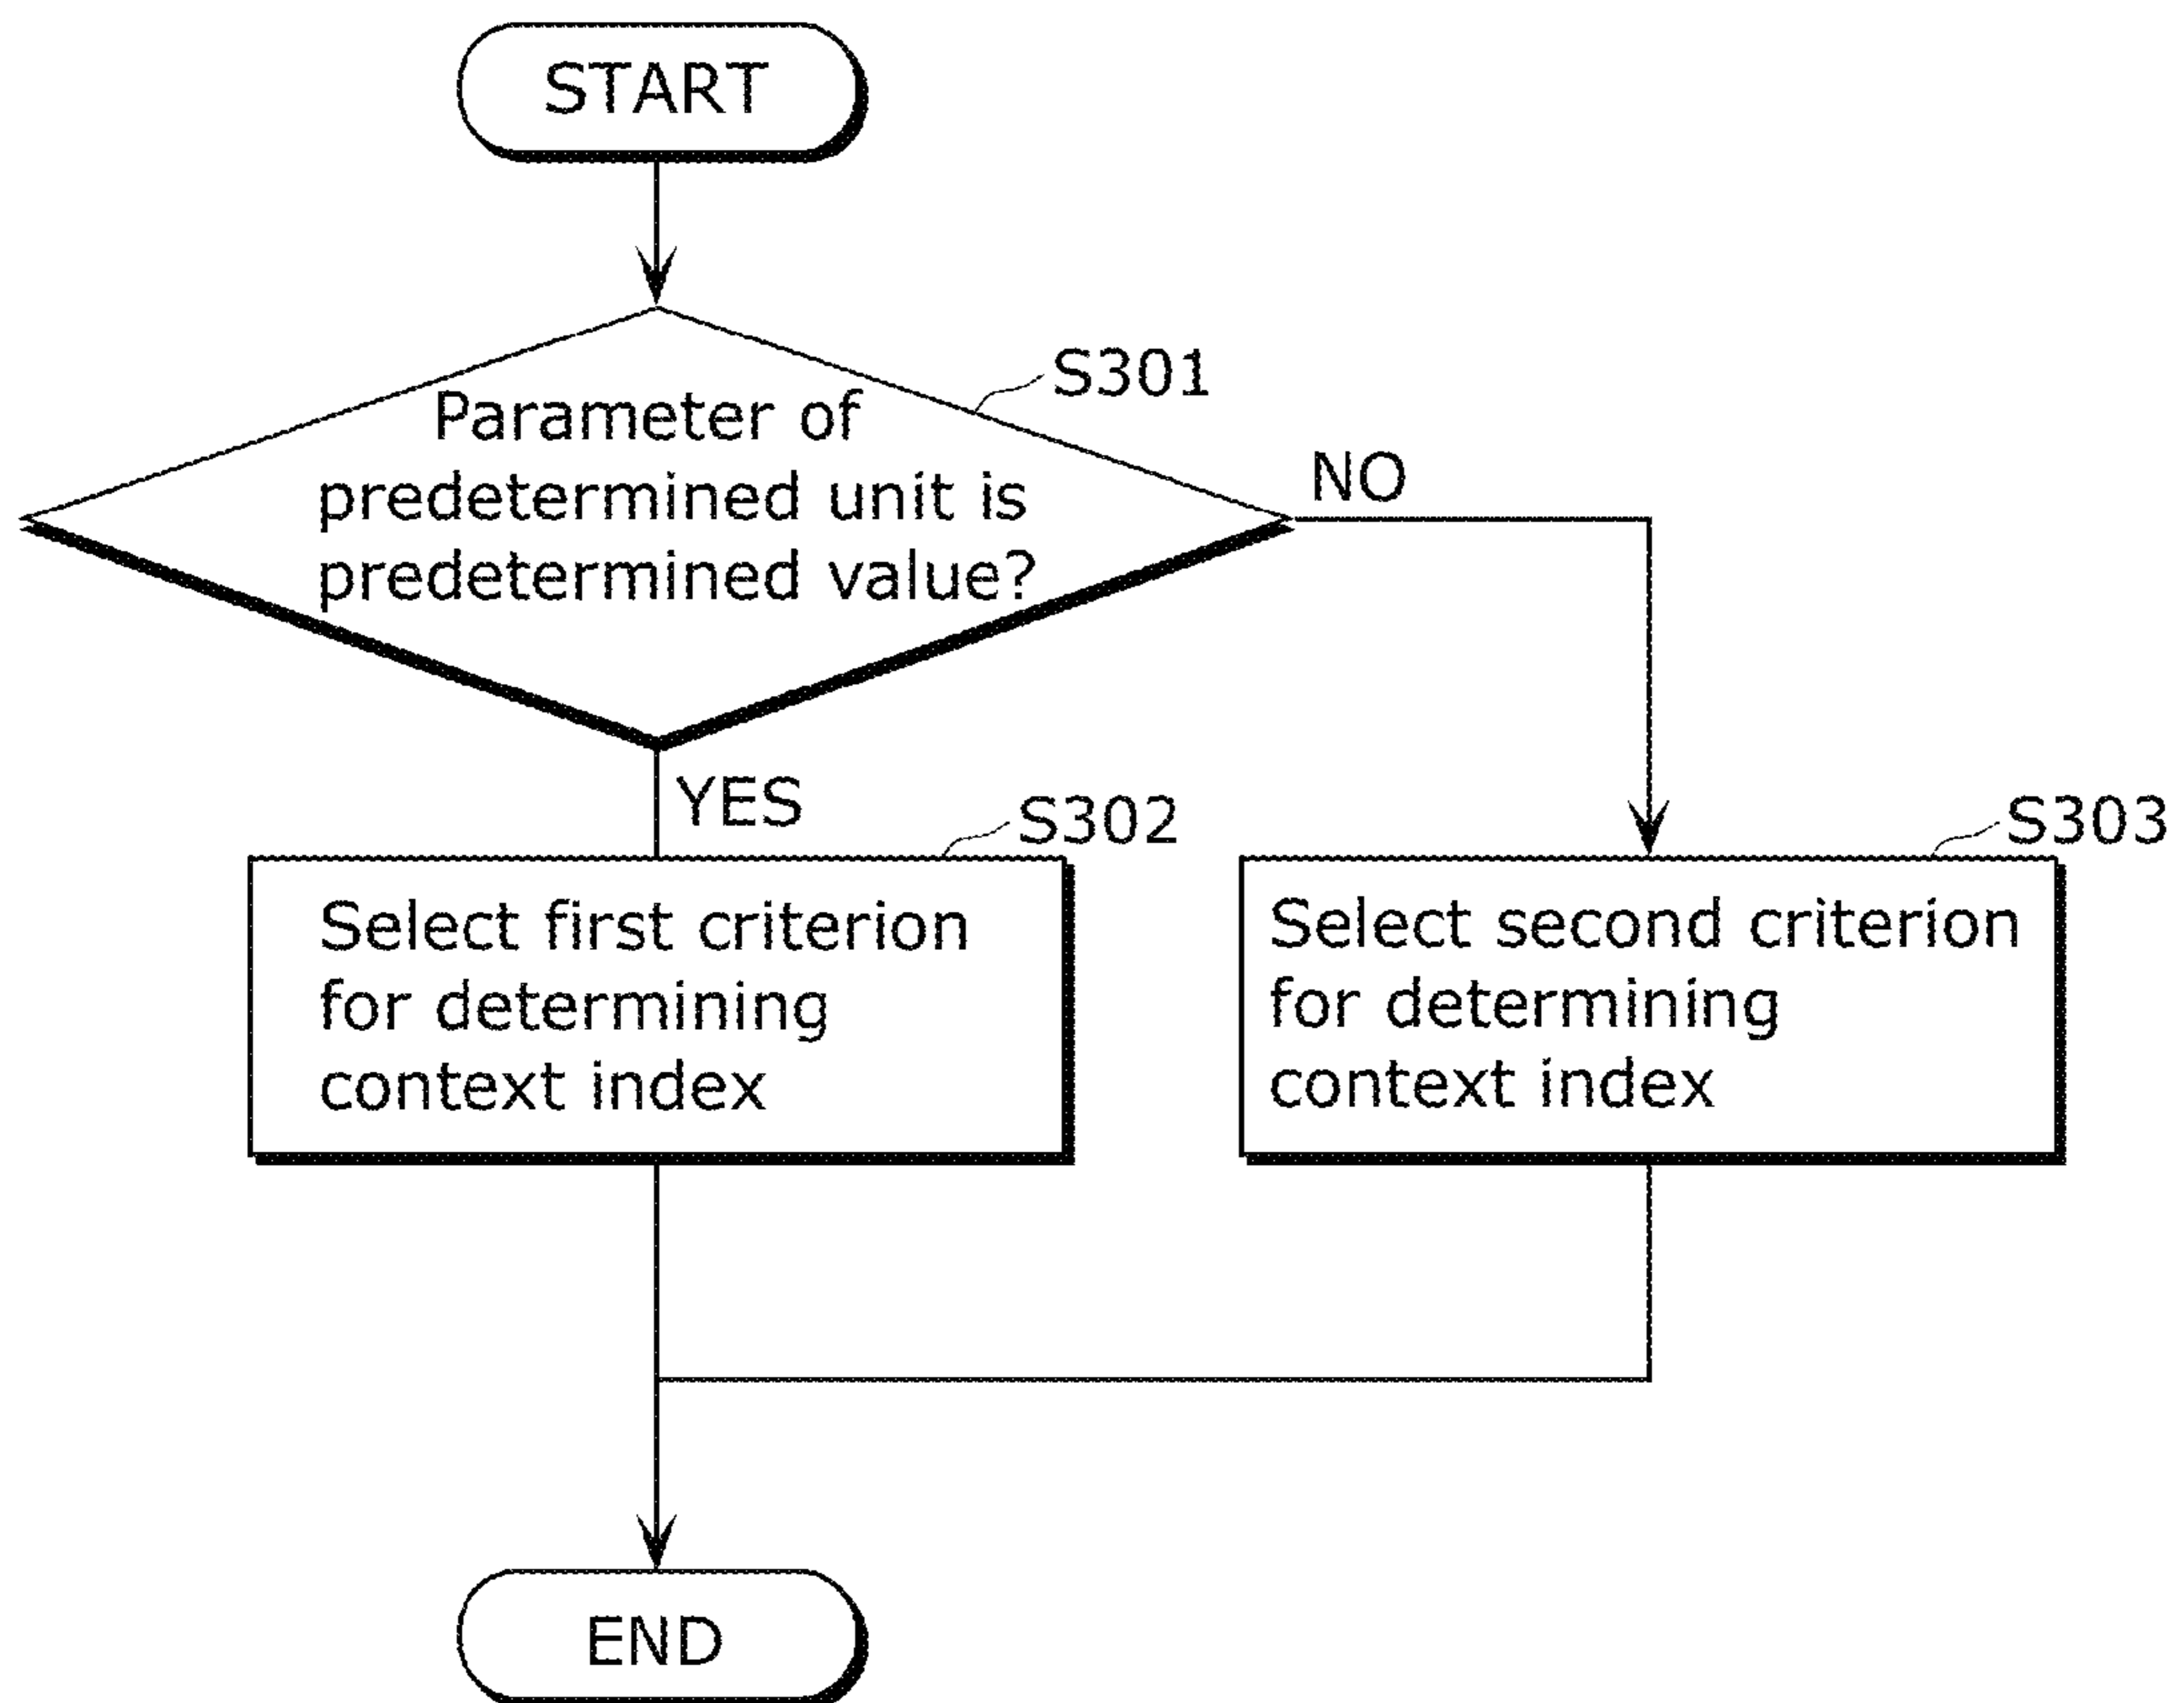 START
S301
Parameter of
predetermined unit is
predetermined value?
NO
YES
S302
Select first criterion
for determining
context index
S303
Select second criterion
for determining
context index
END